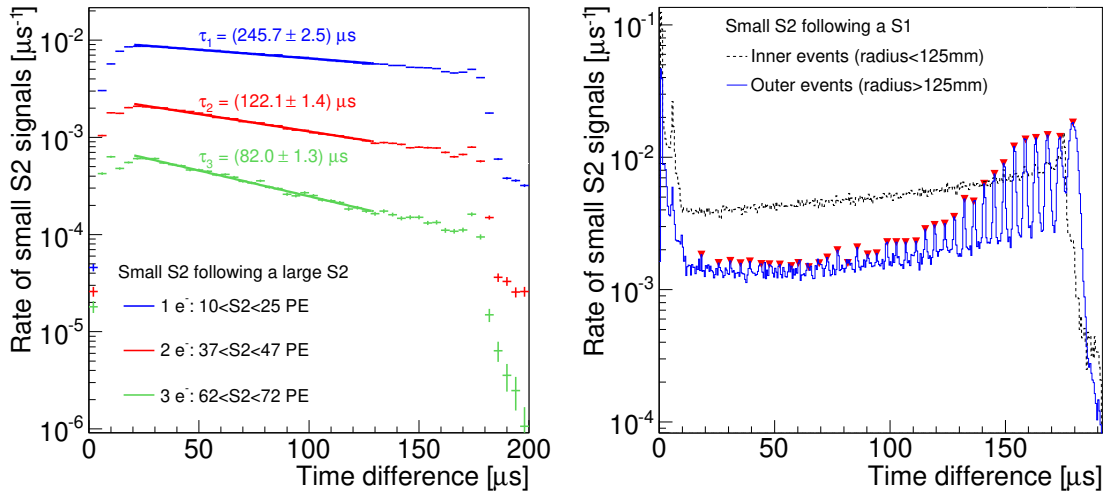 Rate of small S2 signals [μs⁻¹]
10⁻²
10⁻³
10⁻⁴
10⁻⁵
10⁻⁶
τ₁ = (245.7 ± 2.5) μs
τ₂ = (122.1 ± 1.4) μs
τ₃ = (82.0 ± 1.3) μs
Small S2 following a large S2
1 e⁻: 10<S2<25 PE
2 e⁻: 37<S2<47 PE
3 e⁻: 62<S2<72 PE
0 50 100 150 200
Time difference [μs]
Rate of small S2 signals [μs⁻¹]
10⁻¹
10⁻²
10⁻³
10⁻⁴
Small S2 following a S1
Inner events (radius<125mm)
Outer events (radius>125mm)
0 50 100 150
Time difference [μs]